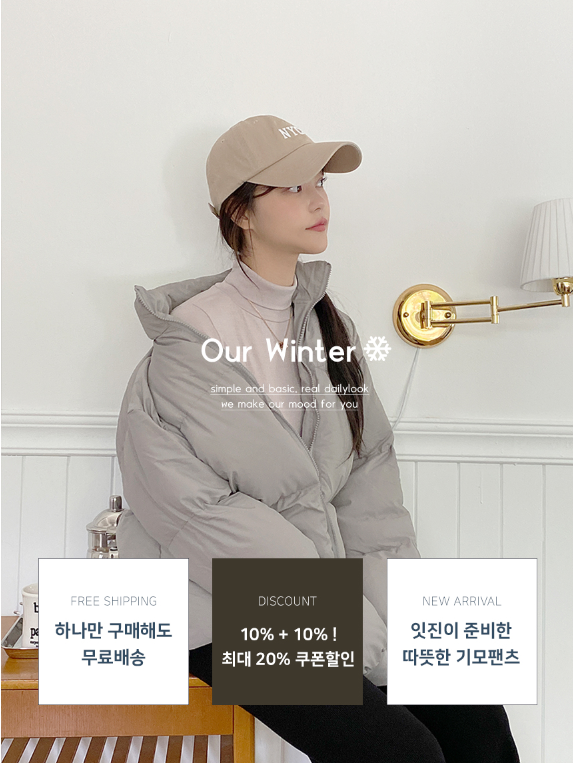 NY
Our Winter
simple and basic, real dailylook
we make our mood for you
FREE SHIPPING
하나만 구매해도
무료배송
DISCOUNT
10% + 10% !
최대 20% 쿠폰할인
NEW ARRIVAL
잇진이 준비한
따뜻한 기모팬츠